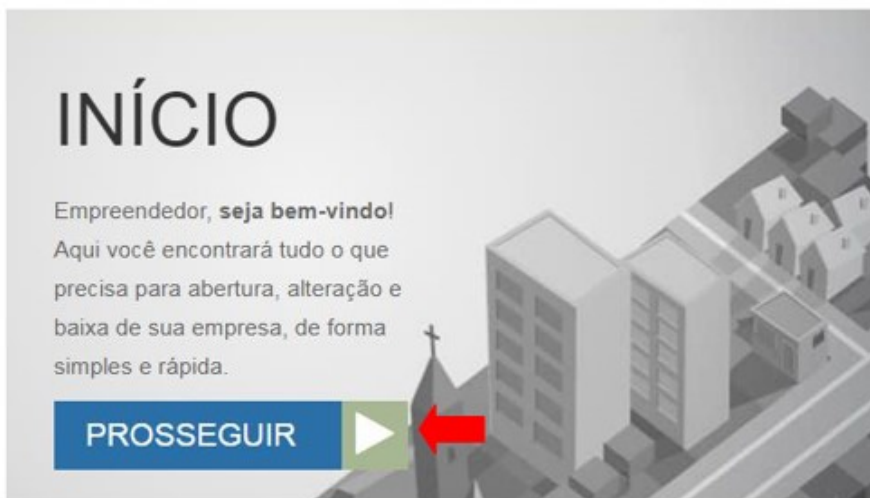 INÍCIO
Empreendedor, seja bem-vindo!
Aqui você encontrará tudo o que
precisa para abertura, alteração e
baixa de sua empresa, de forma
simples e rápida.
PROSSEGUIR